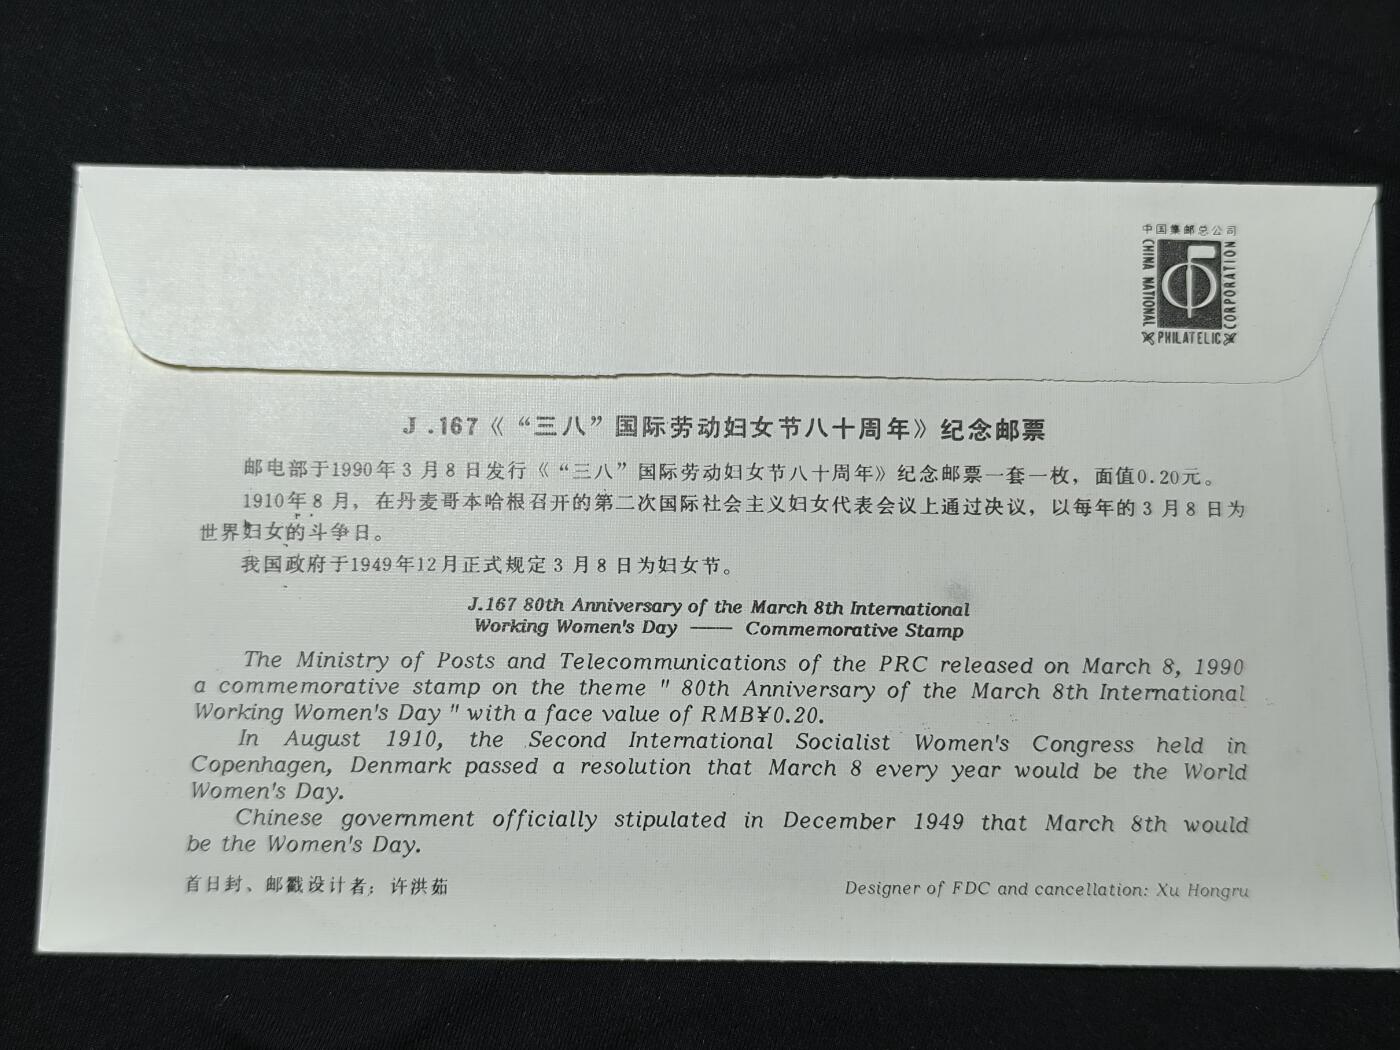 中国集邮总公司
CHINA NATIONAL
PHILATELIC
CORPORATION
J.167《“三八”国际劳动妇女节八十周年》纪念邮票
邮电部于1990年3月8日发行《“三八”国际劳动妇女节八十周年》纪念邮票一套一枚，面值0.20元。
1910年8月，在丹麦哥本哈根召开的第二次国际社会主义妇女代表会议上通过决议，以每年的3月8日为
世界妇女的斗争日。
我国政府于1949年12月正式规定3月8日为妇女节。
J.167 80th Anniversary of the March 8th International
Working Women's Day —— Commemorative Stamp
The Ministry of Posts and Telecommunications of the PRC released on March 8, 1990
a commemorative stamp on the theme " 80th Anniversary of the March 8th International
Working Women's Day " with a face value of RMB¥0.20.
In August 1910, the Second International Socialist Women's Congress held in
Copenhagen, Denmark passed a resolution that March 8 every year would be the World
Women's Day.
Chinese government officially stipulated in December 1949 that March 8th would
be the Women's Day.
首日封、邮戳设计者：许洪茹
Designer of FDC and cancellation: Xu Hongru